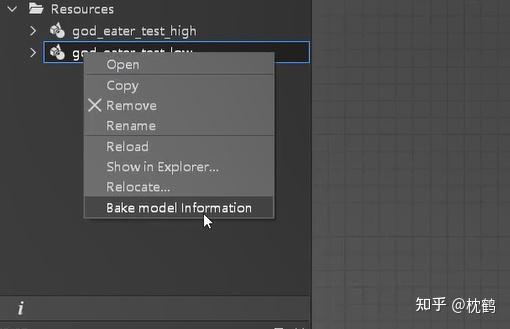 Resources
god_eater_test_high
god_eater_test_low
Open
Copy
Remove
Rename
Reload
Show in Explorer...
Relocate...
Bake model Information
i
知乎 @枕鹤